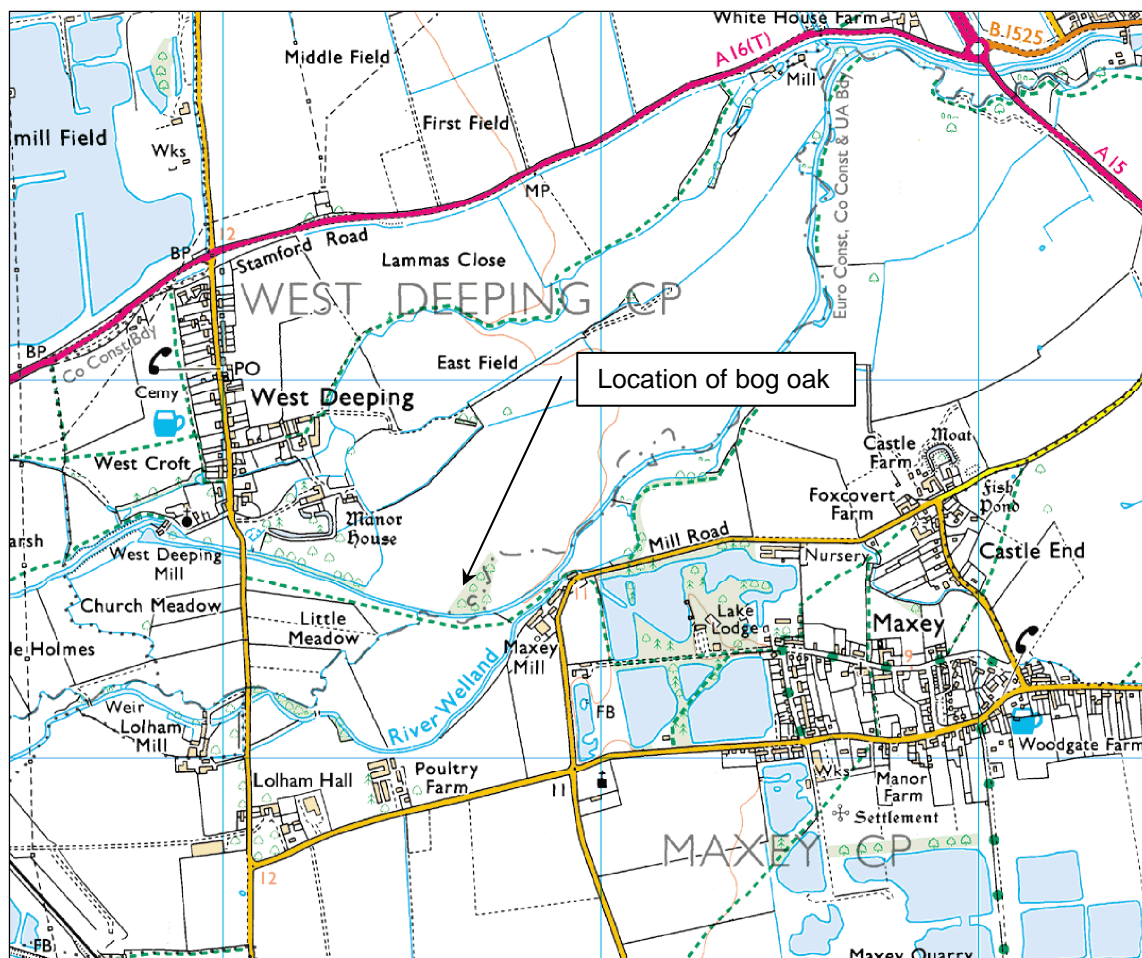 White House Farm
B.1525
Middle Field
A 16(T)
Mill
mill Field
First Field
Wks
A 15
MP
Euro Const, Co Const & UA Bdy
12
BP
Stamford Road
Lammas Close
WEST DEEPING CP
Co Const Bdy
BP
PO
East Field
Location of bog oak
Cemy
West Deeping
Castle Farm
Moat
West Croft
Foxcovert Farm
Fish Pond
Manor House
Mill Road
arsh
West Deeping Mill
Nursery
Castle End
Church Meadow
11
Little Meadow
Lake Lodge
Maxey
le Holmes
Maxey Mill
9
River Welland
Weir
FB
Lolham Mill
Woodgate Farm
Lolham Hall
Poultry Farm
Wks
Manor Farm
11
Settlement
MAXEY CP
12
FB
Maxey Quarry